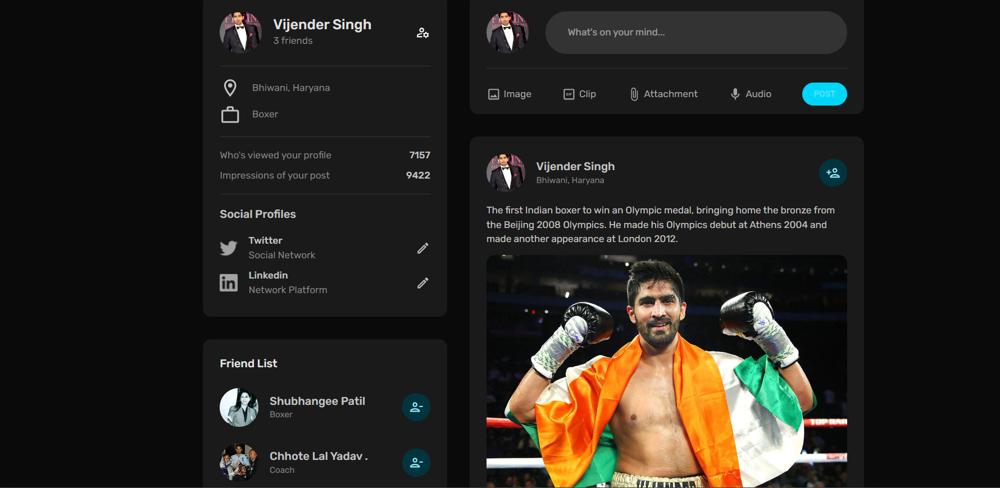 Vijender Singh
3 friends
Bhiwani, Haryana
Boxer
Who's viewed your profile 7157
Impressions of your post 9422
Social Profiles
Twitter
Social Network
Linkedin
Network Platform
Friend List
Shubhangee Patil
Boxer
Chhote Lal Yadav .
Coach
What's on your mind...
Image GIF Clip Attachment Audio POST
Vijender Singh
Bhiwani, Haryana
The first Indian boxer to win an Olympic medal, bringing home the bronze from
the Beijing 2008 Olympics. He made his Olympics debut at Athens 2004 and
made another appearance at London 2012.